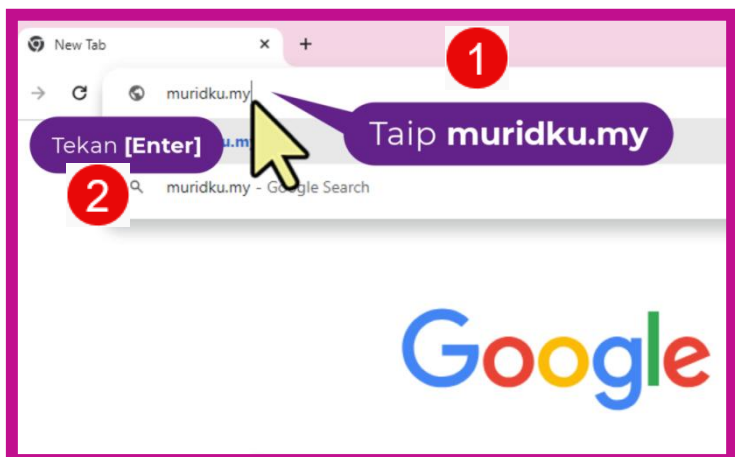 New Tab
1
muridku.my
Taip muridku.my
Tekan [Enter]
u.m
2
muridku.my - Google Search
Google